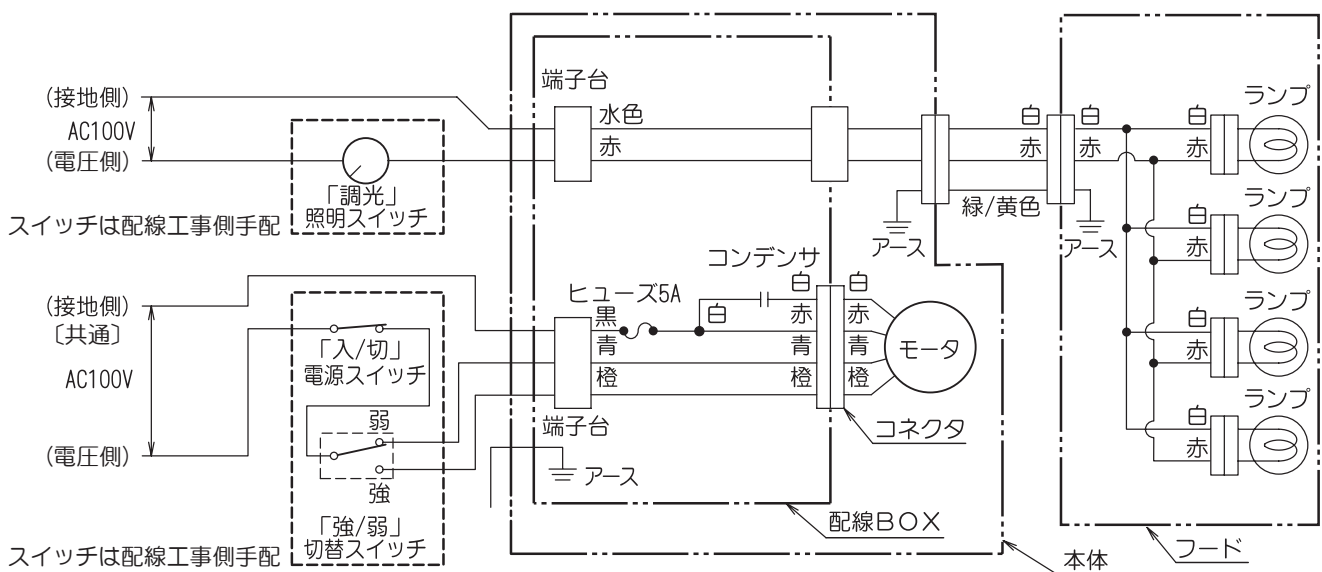 (接地側)
AC100V
(電圧側)
「調光」
照明スイッチ
スイッチは配線工事側手配
端子台
水色
赤
白
赤
白
赤
緑/黄色
アース
アース
白
赤
ランプ
白
赤
ランプ
白
赤
ランプ
白
赤
ランプ
(接地側)
〔共通〕
AC100V
(電圧側)
「入/切」
電源スイッチ
弱
強
「強/弱」
切替スイッチ
スイッチは配線工事側手配
コンデンサ
ヒューズ5A
黒
青
橙
白
白
赤
青
橙
白
赤
青
橙
モータ
端子台
アース
コネクタ
配線BOX
本体
フード